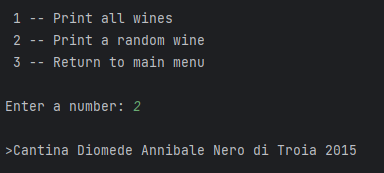 1 -- Print all wines
2 -- Print a random wine
3 -- Return to main menu
Enter a number: 2
>Cantina Diomede Annibale Nero di Troia 2015